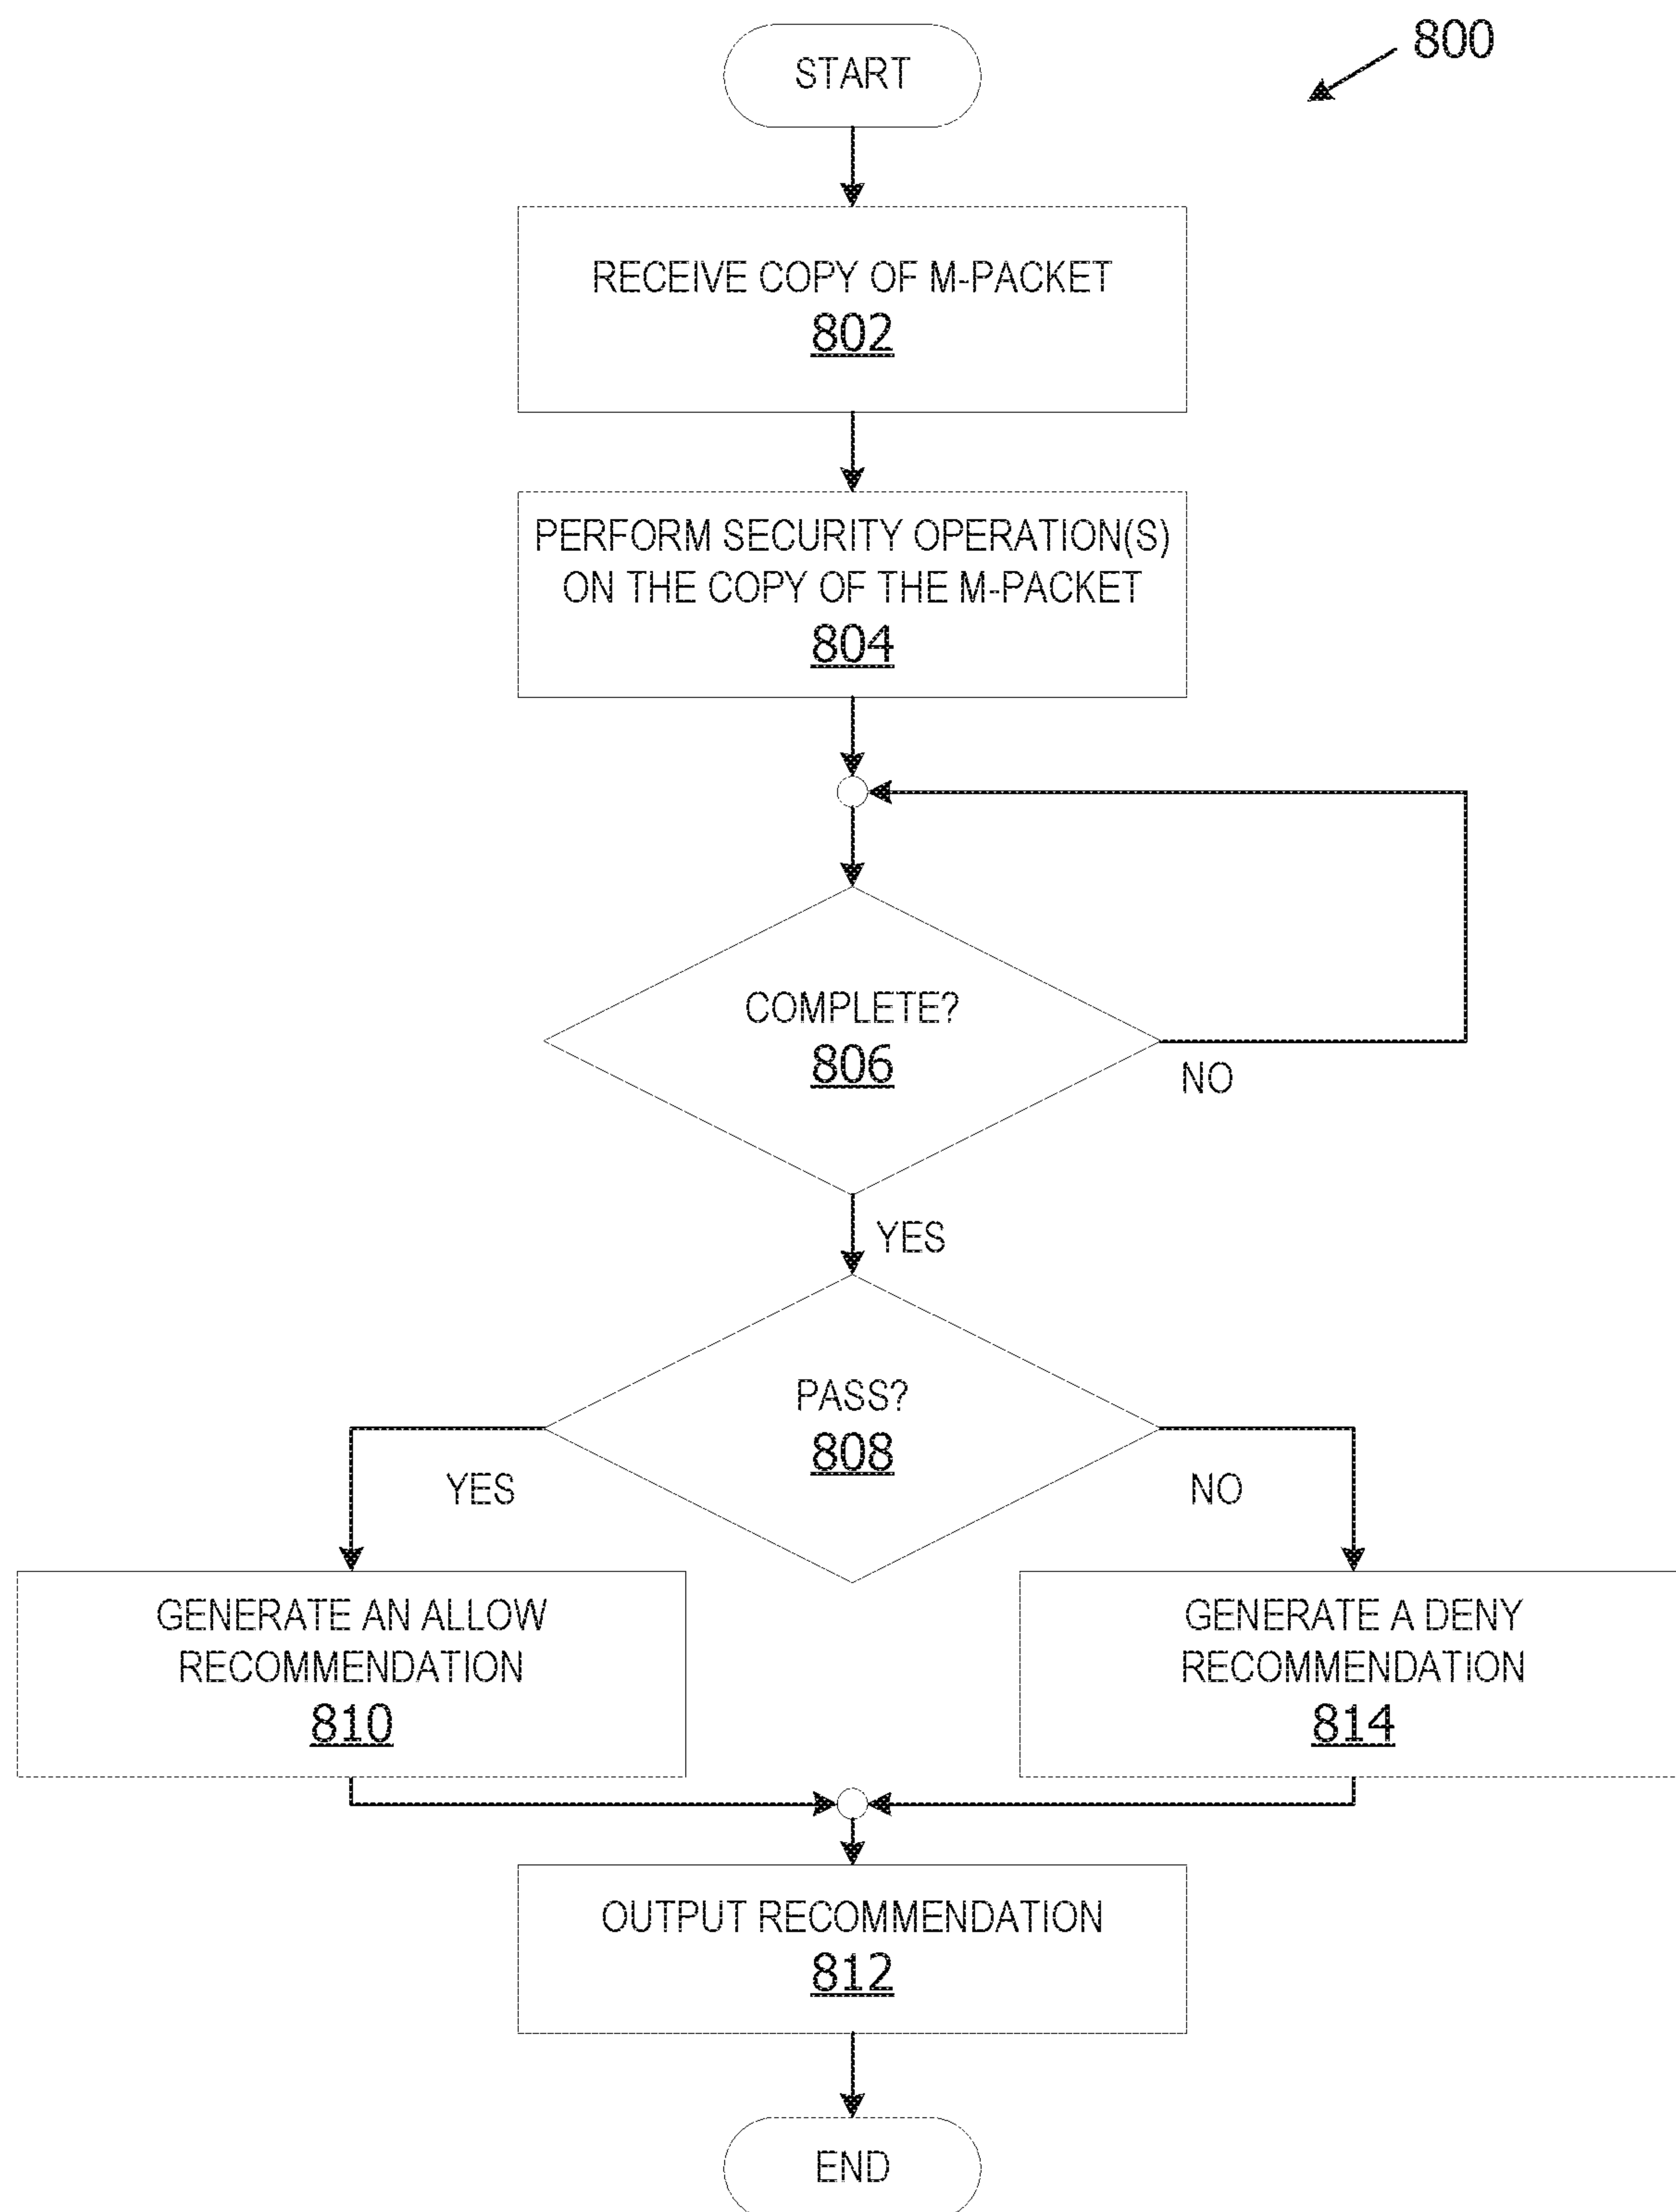 800
START
RECEIVE COPY OF M-PACKET
802
PERFORM SECURITY OPERATION(S)
ON THE COPY OF THE M-PACKET
804
COMPLETE?
806
NO
YES
PASS?
808
YES
NO
GENERATE AN ALLOW
RECOMMENDATION
810
GENERATE A DENY
RECOMMENDATION
814
OUTPUT RECOMMENDATION
812
END